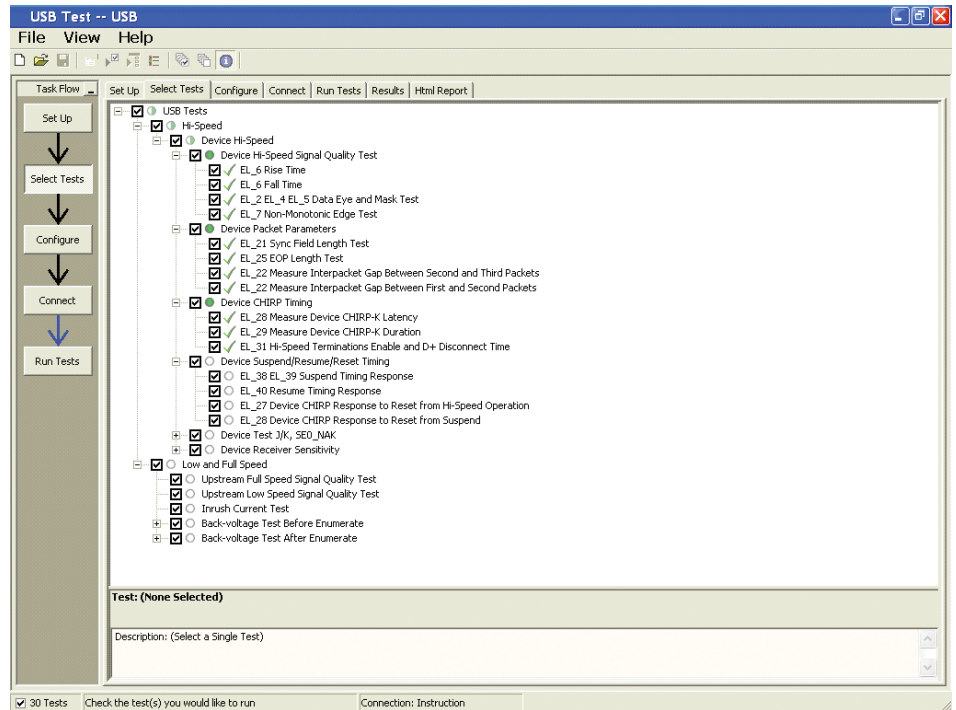 USB Test -- USB
File View Help
Task Flow
Set Up
Select Tests
Configure
Connect
Run Tests
Set Up Select Tests Configure Connect Run Tests Results Html Report
USB Tests
Hi-Speed
Device Hi-Speed
Device Hi-Speed Signal Quality Test
EL_6 Rise Time
EL_6 Fall Time
EL_2 EL_4 EL_5 Data Eye and Mask Test
EL_7 Non-Monotonic Edge Test
Device Packet Parameters
EL_21 Sync Field Length Test
EL_25 EOP Length Test
EL_22 Measure Interpacket Gap Between Second and Third Packets
EL_22 Measure Interpacket Gap Between First and Second Packets
Device CHIRP Timing
EL_28 Measure Device CHIRP-K Latency
EL_29 Measure Device CHIRP-K Duration
EL_31 Hi-Speed Terminations Enable and D+ Disconnect Time
Device Suspend/Resume/Reset Timing
EL_38 EL_39 Suspend Timing Response
EL_40 Resume Timing Response
EL_27 Device CHIRP Response to Reset from Hi-Speed Operation
EL_28 Device CHIRP Response to Reset from Suspend
Device Test J/K, SE0_NAK
Device Receiver Sensitivity
Low and Full Speed
Upstream Full Speed Signal Quality Test
Upstream Low Speed Signal Quality Test
Inrush Current Test
Back-voltage Test Before Enumerate
Back-voltage Test After Enumerate
Test: (None Selected)
Description: (Select a Single Test)
30 Tests Check the test(s) you would like to run Connection: Instruction